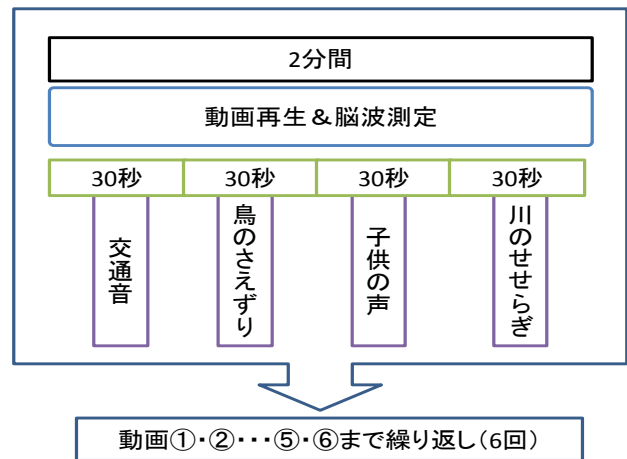 2分間
動画再生＆脳波測定
30秒
30秒
30秒
30秒
交通音
鳥のさえずり
子供の声
川のせせらぎ
動画①・②・・・⑤・⑥まで繰り返し（6回）